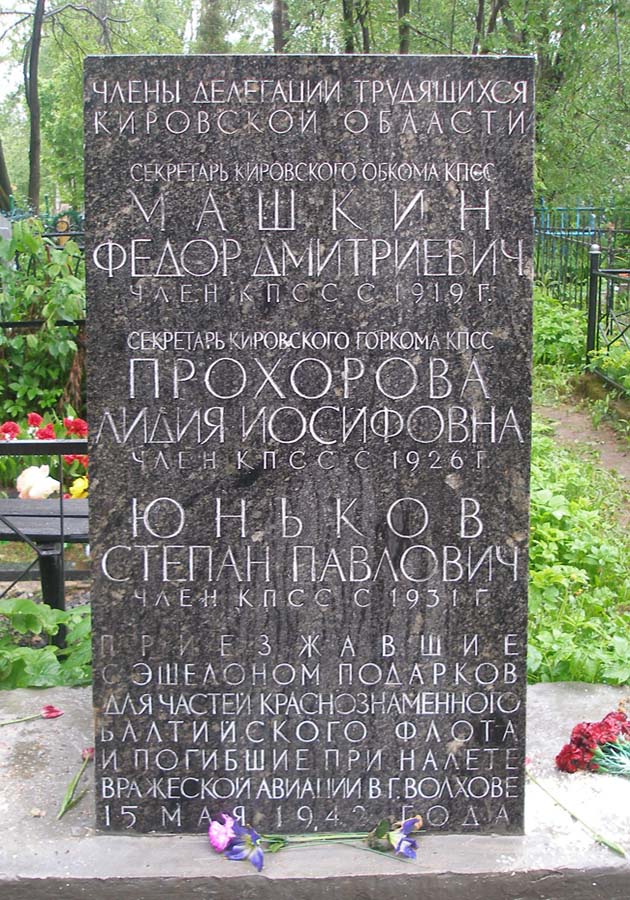 ЧЛЕНЫ ДЕЛЕГАЦИИ ТРУДЯЩИХСЯ
КИРОВСКОЙ ОБЛАСТИ
СЕКРЕТАРЬ КИРОВСКОГО ОБКОМА КПСС
МАШКИН
ФЕДОР ДМИТРИЕВИЧ
ЧЛЕН КПСС С 1919 Г.
СЕКРЕТАРЬ КИРОВСКОГО ГОРКОМА КПСС
ПРОХОРОВА
ЛИДИЯ ИОСИФОВНА
ЧЛЕН КПСС С 1926 Г.
ЮНЬКОВ
СТЕПАН ПАВЛОВИЧ
ЧЛЕН КПСС С 1931 Г.
ПРИЕЗЖАВШИЕ
С ЭШЕЛОНОМ ПОДАРКОВ
ДЛЯ ЧАСТЕЙ КРАСНОЗНАМЕННОГО
БАЛТИЙСКОГО ФЛОТА
И ПОГИБШИЕ ПРИ НАЛЕТЕ
ВРАЖЕСКОЙ АВИАЦИИ В Г. ВОЛХОВЕ
15 МАЯ 1942 ГОДА